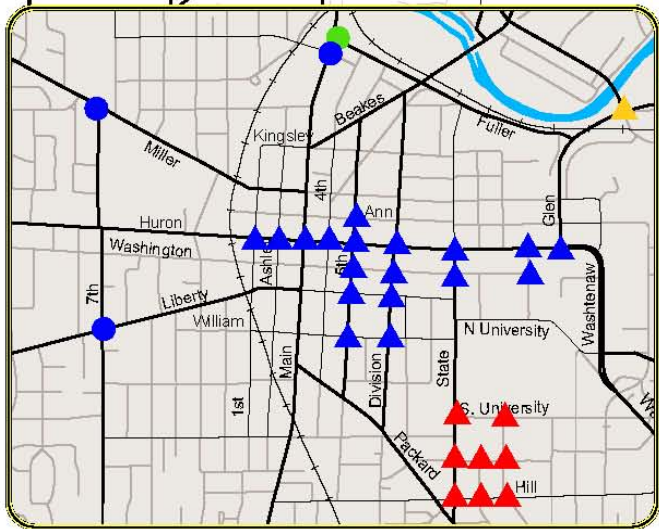 Beakes
Fuller
Kingsley
Miller
4th
Ann
Glen
Huron
Washington
Ashley
5th
7th
Liberty
William
Washtenaw
N University
Main
Division
State
1st
S. University
Packard
Hill